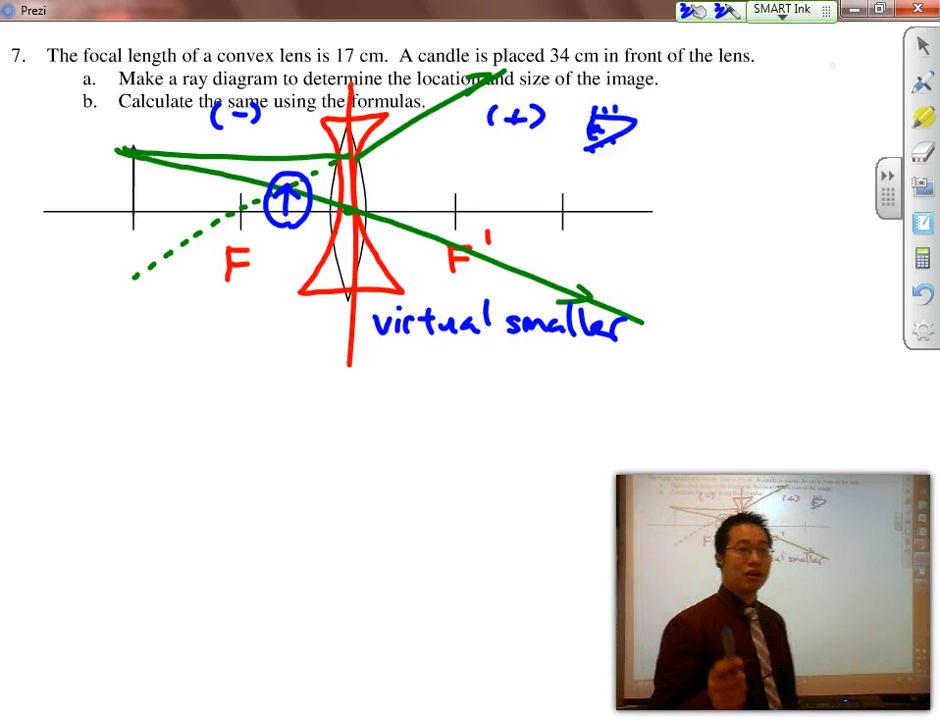 Prezi
SMART Ink
7. The focal length of a convex lens is 17 cm. A candle is placed 34 cm in front of the lens.
a. Make a ray diagram to determine the location and size of the image.
b. Calculate the same using the formulas.
(-) (+)
F F'
virtual smaller